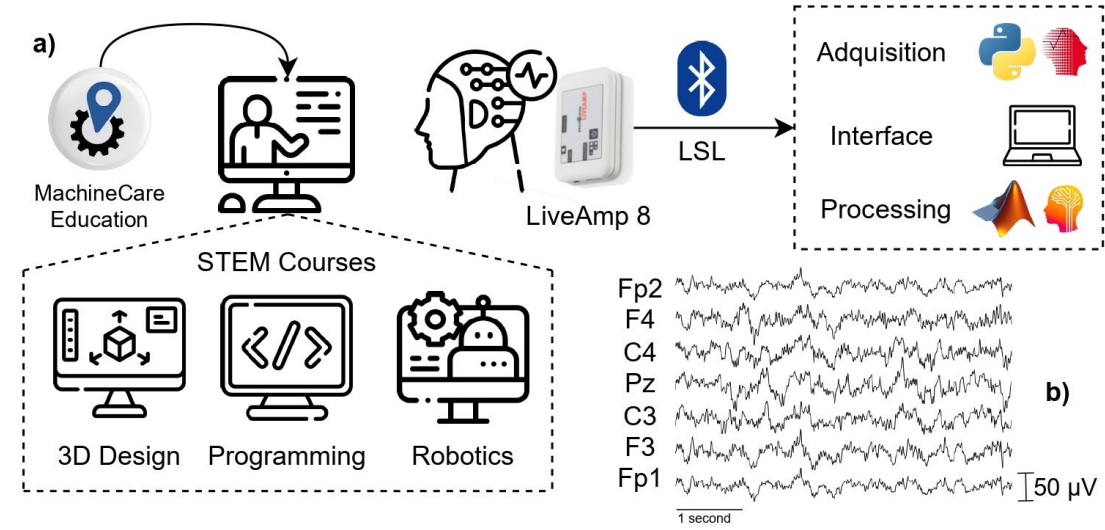 a)
MachineCare
Education
STEM Courses
3D Design
Programming
Robotics
LiveAmp 8
LIVEAMP
LSL
Adquisition
Interface
Processing
Fp2
F4
C4
Pz
C3
F3
Fp1
b)
50 µV
1 second